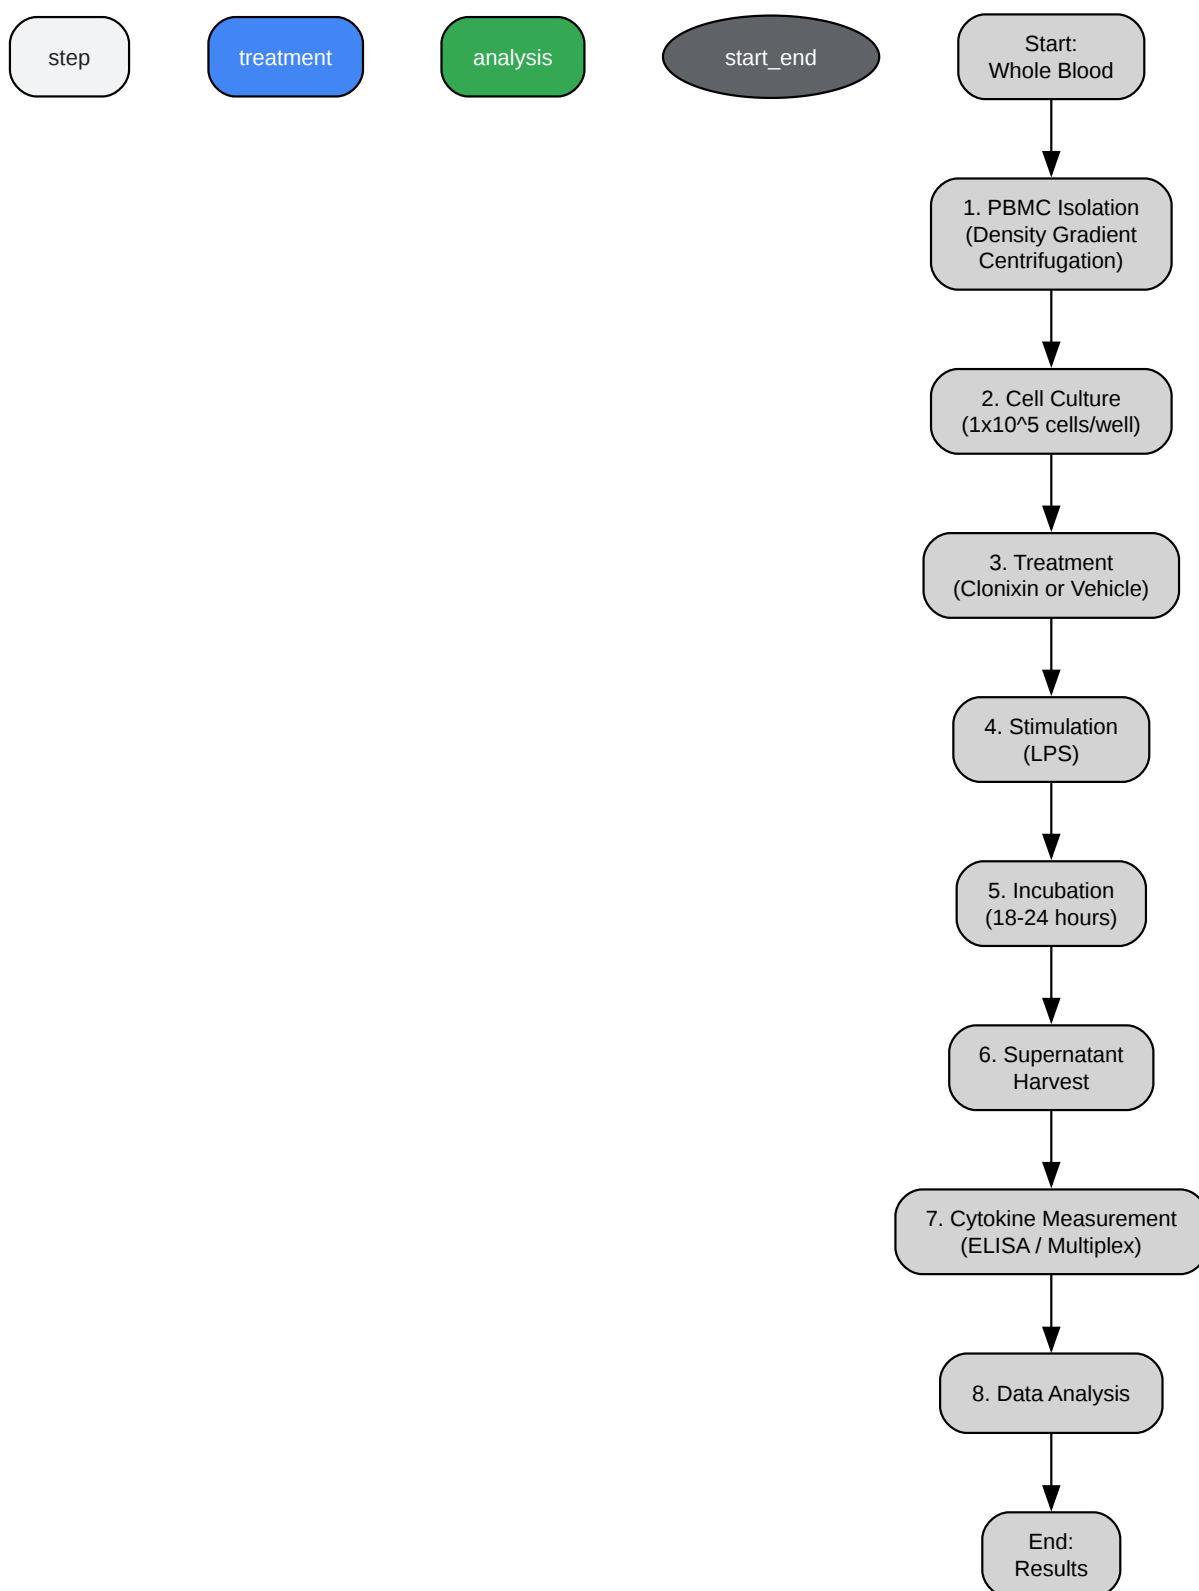 step
treatment
analysis
start_end
Start:
Whole Blood
1. PBMC Isolation
(Density Gradient
Centrifugation)
2. Cell Culture
(1x10^5 cells/well)
3. Treatment
(Clonixin or Vehicle)
4. Stimulation
(LPS)
5. Incubation
(18-24 hours)
6. Supernatant
Harvest
7. Cytokine Measurement
(ELISA / Multiplex)
8. Data Analysis
End:
Results